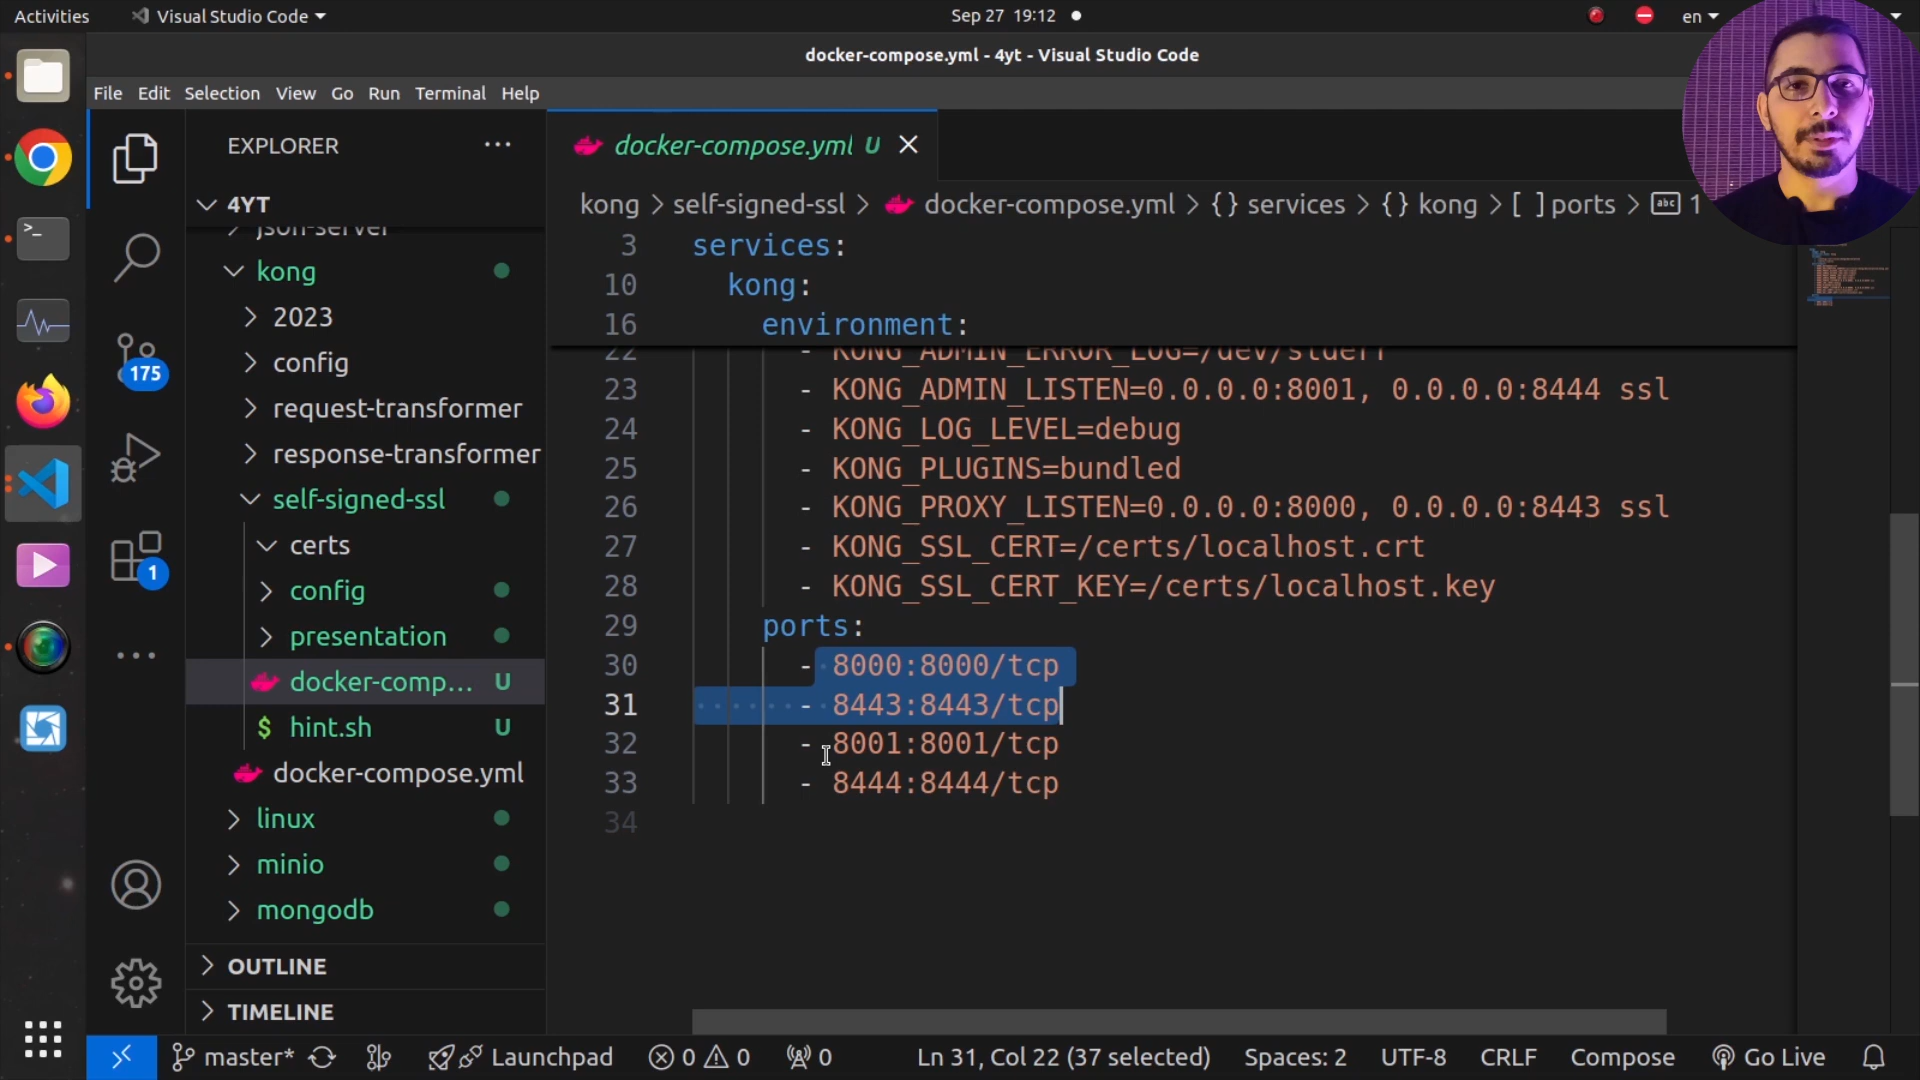 Activities
Visual Studio Code
Sep 27 19:12
en
docker-compose.yml - 4yt - Visual Studio Code
File Edit Selection View Go Run Terminal Help
EXPLORER
docker-compose.yml U
4YT
kong > self-signed-ssl > docker-compose.yml > {} services > {} kong > [ ] ports > abc 1
json-server
kong
2023
config
request-transformer
response-transformer
self-signed-ssl
certs
config
presentation
docker-comp... U
$ hint.sh U
docker-compose.yml
linux
minio
mongodb
OUTLINE
TIMELINE
175
1
3 services:
10 kong:
16 environment:
22 - KONG_ADMIN_ERROR_LOG=/dev/stderr
23 - KONG_ADMIN_LISTEN=0.0.0.0:8001, 0.0.0.0:8444 ssl
24 - KONG_LOG_LEVEL=debug
25 - KONG_PLUGINS=bundled
26 - KONG_PROXY_LISTEN=0.0.0.0:8000, 0.0.0.0:8443 ssl
27 - KONG_SSL_CERT=/certs/localhost.crt
28 - KONG_SSL_CERT_KEY=/certs/localhost.key
29 ports:
30 - 8000:8000/tcp
31 - 8443:8443/tcp
32 - 8001:8001/tcp
33 - 8444:8444/tcp
34
master* Launchpad 0 0 0 Ln 31, Col 22 (37 selected) Spaces: 2 UTF-8 CRLF Compose Go Live